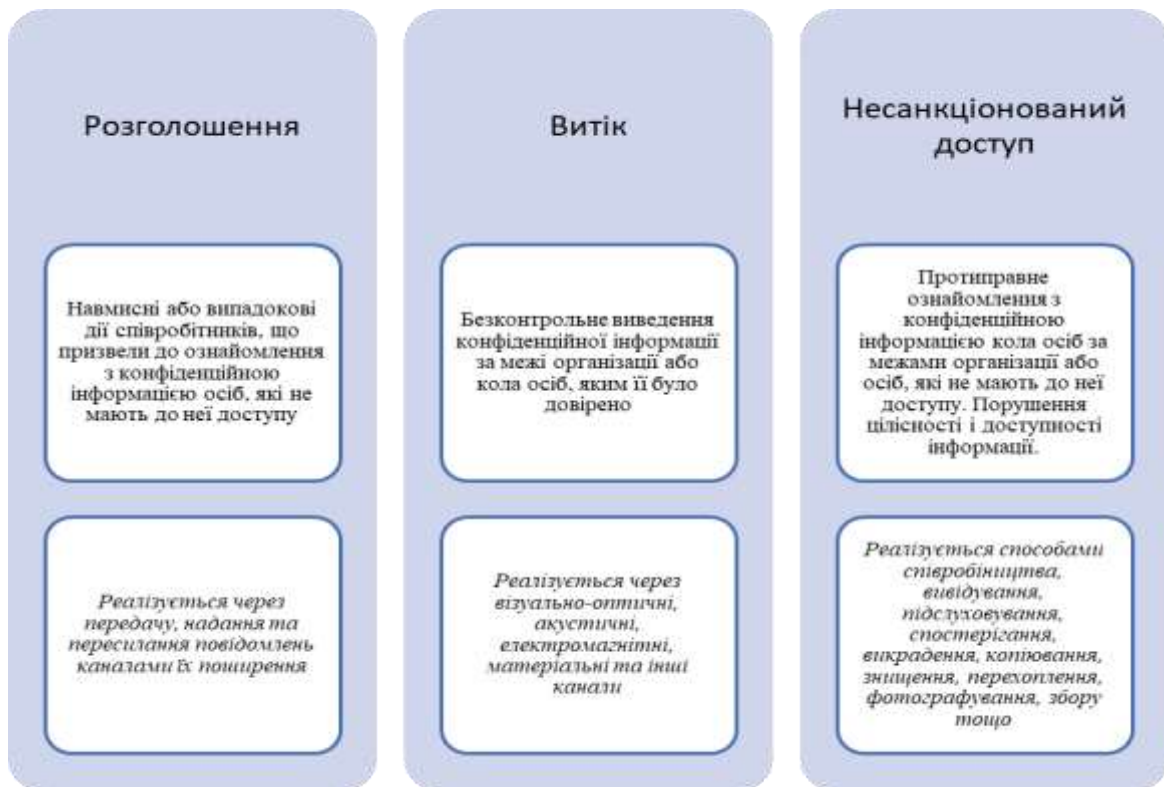 Розголошення
Навмисні або випадокові
дії співробітників, що
призвели до ознайомлення
з конфіденційною
інформацією осіб, які не
мають до неї доступу
Реалізується через
передачу, надання та
пересилання повідомлень
каналами їх поширення
Витік
Безконтрольне виведення
конфіденційної інформації
за межі організації або
кола осіб, яким її було
довірено
Реалізується через
візуально-оптичні,
акустичні,
електромагнітні,
матеріальні та інші
канали
Несанкціонований
доступ
Протиправне
ознайомлення з
конфіденційною
інформацією кола осіб за
межами організації або
осіб, які не мають до неї
доступу. Порушення
цілісності і доступності
інформації.
Реалізується способами
співробіництва,
вивідування,
підслуховування,
спостерігання,
викрадення, копіювання,
знищення, перехоплення,
фотографування, збору
тощо